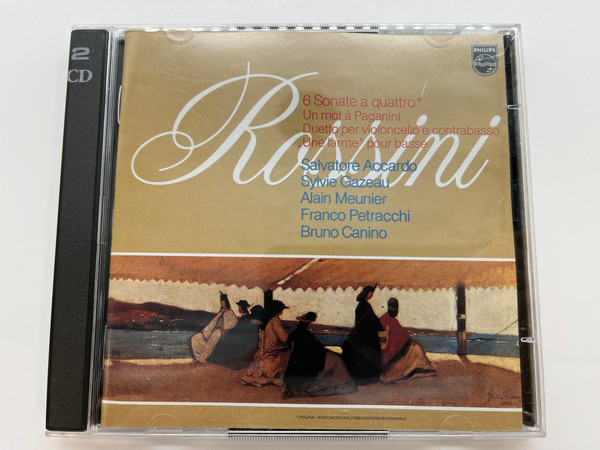 2
CD
PHILIPS
Rossini
6 Sonate a quattro*
Un mot à Paganini
Duetto per violoncello e contrabasso
„Une larme" pour basse
Salvatore Accardo
Sylvie Gazeau
Alain Meunier
Franco Petracchi
Bruno Canino